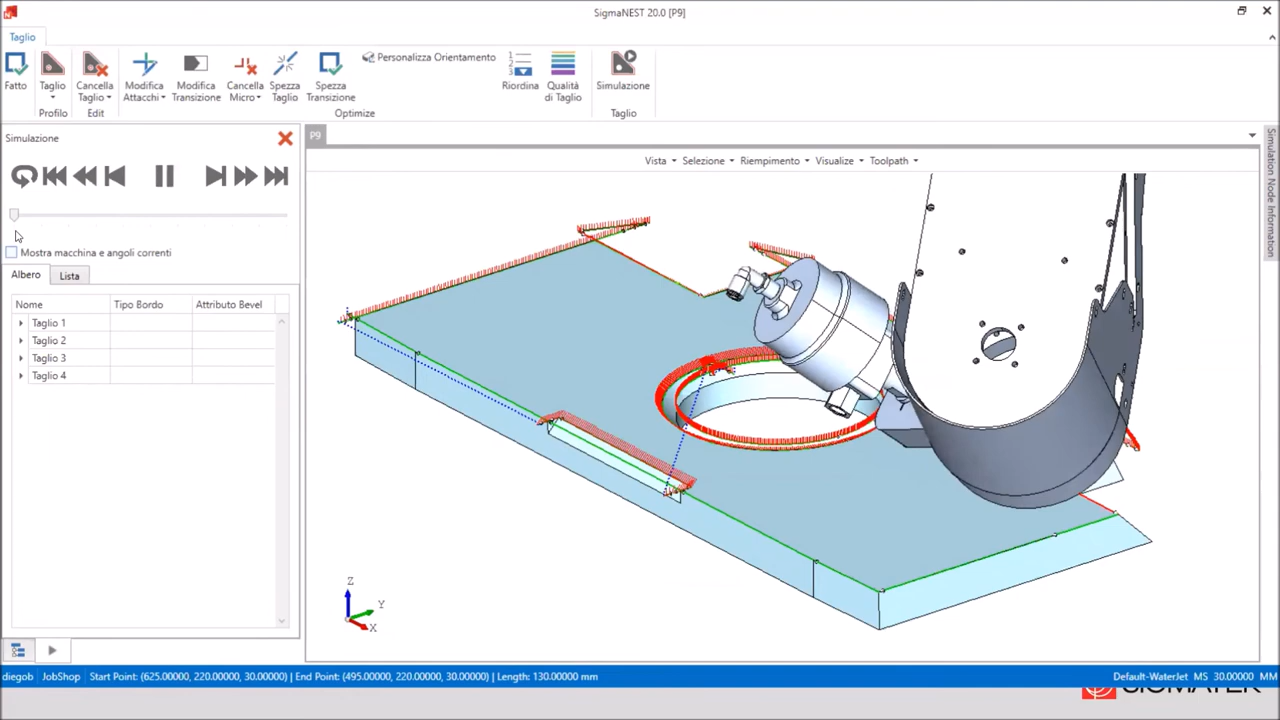 SigmaNEST 20.0 [P9]
Taglio
Fatto
Taglio
Cancella Taglio
Modifica Attacchi
Modifica Transizione
Cancella Micro
Spezza Taglio
Spezza Transizione
Personalizza Orientamento
Riordina
Qualità di Taglio
Simulazione
Profilo
Edit
Optimize
Taglio
Simulazione
P9
Vista
Selezione
Riempimento
Visualize
Toolpath
Simulation Node Information
Mostra macchina e angoli correnti
Albero
Lista
Nome
Tipo Bordo
Attributo Bevel
Taglio 1
Taglio 2
Taglio 3
Taglio 4
Z
Y
X
diegob
JobShop
Start Point: (625.00000, 220.00000, 30.00000) | End Point: (495.00000, 220.00000, 30.00000) | Length: 130.00000 mm
Default-WaterJet MS 30.00000 MM